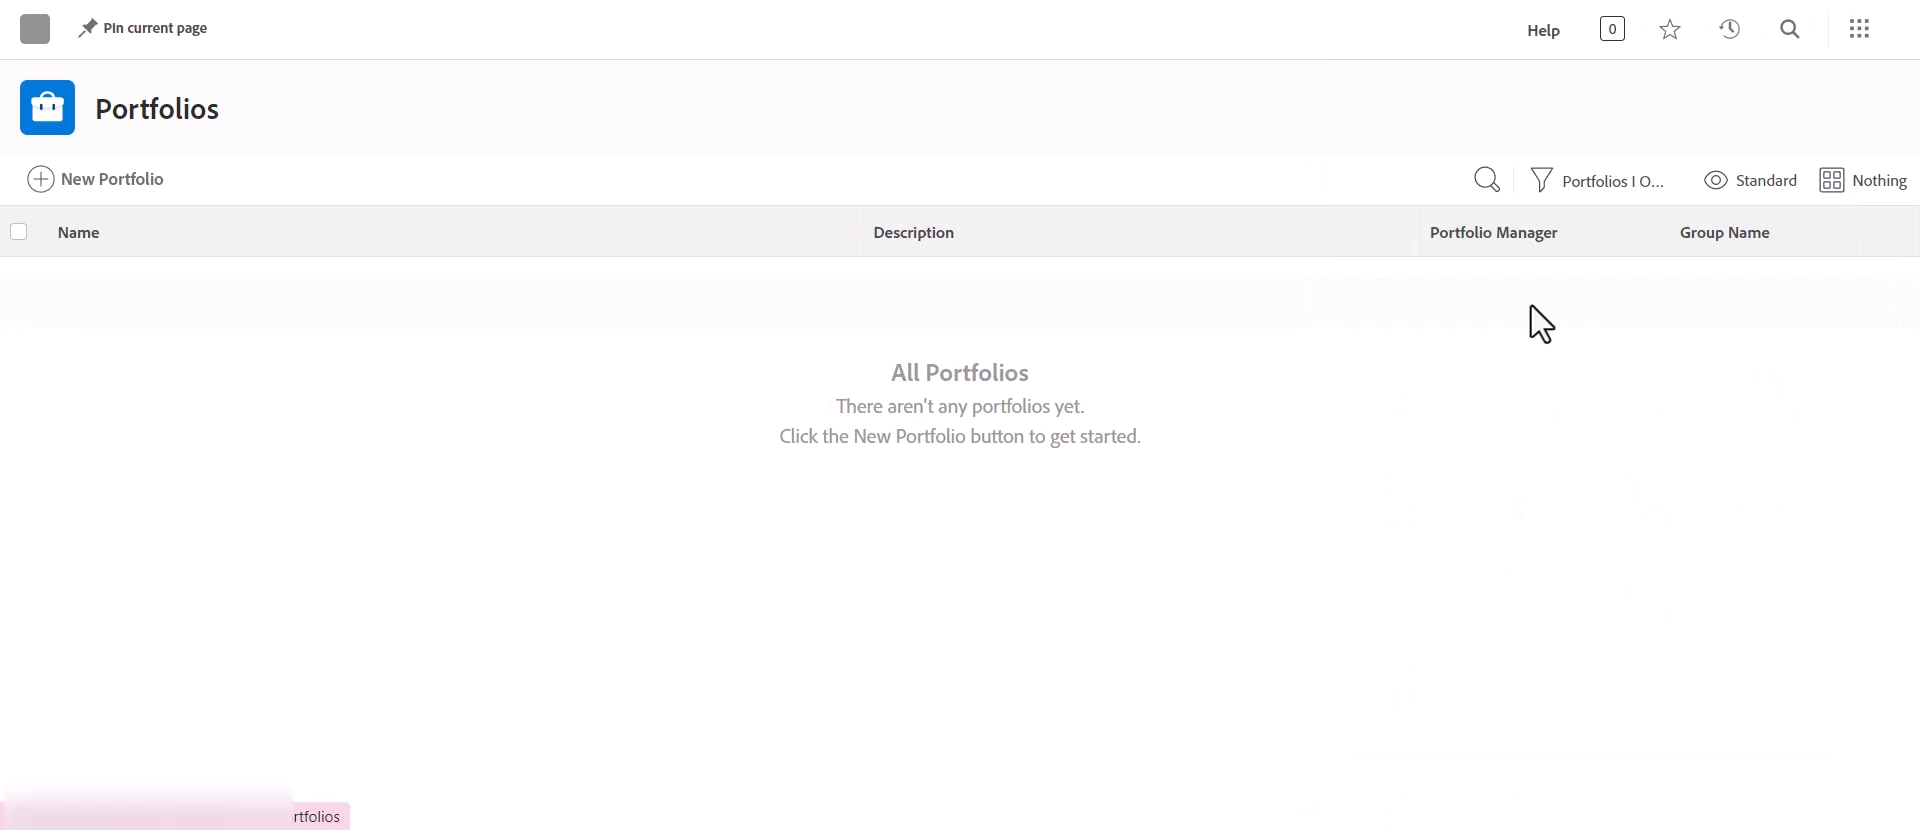 Pin current page
Help
0
Portfolios
New Portfolio
Portfolios I O...
Standard
Nothing
Name
Description
Portfolio Manager
Group Name
All Portfolios
There aren't any portfolios yet.
Click the New Portfolio button to get started.
rtfolios